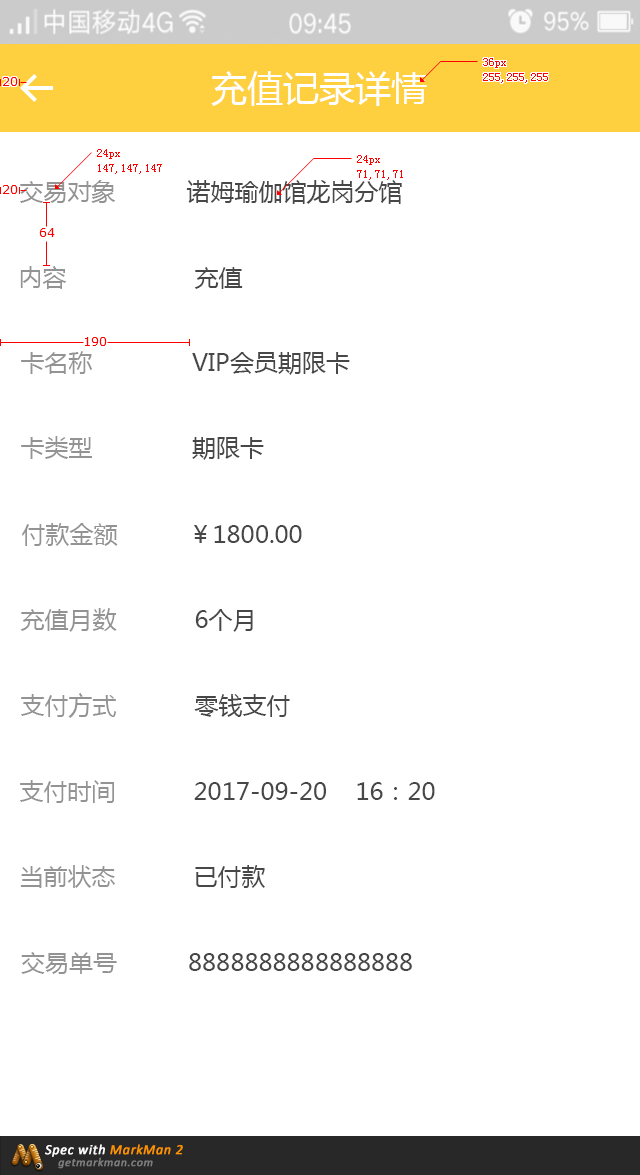 中国移动4G 09:45 95%
充值记录详情
36px
255, 255, 255
20
24px
147, 147, 147
24px
71, 71, 71
20
交易对象 诺姆瑜伽馆龙岗分馆
64
内容 充值
190
卡名称 VIP会员期限卡
卡类型 期限卡
付款金额 ¥1800.00
充值月数 6个月
支付方式 零钱支付
支付时间 2017-09-20 16：20
当前状态 已付款
交易单号 8888888888888888
Spec with MarkMan 2
getmarkman.com